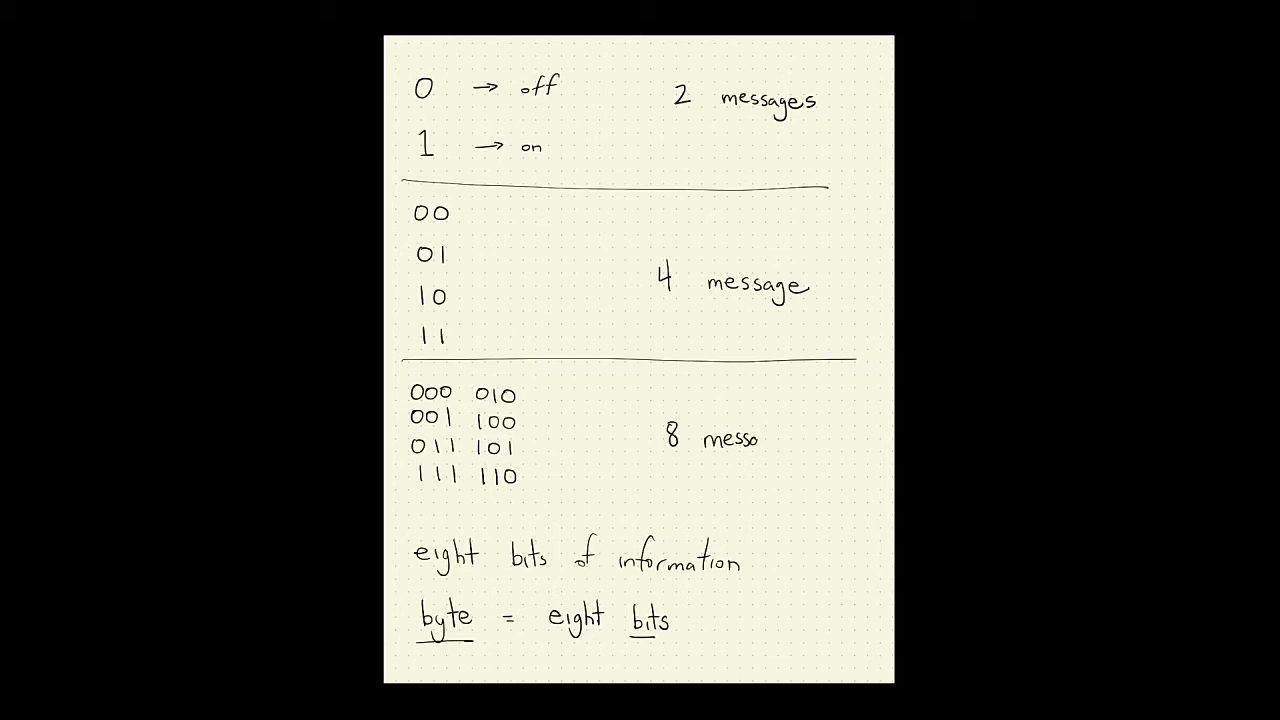 0 → off 2 messages
1 → on
00
01
10 4 message
11
000 010
001 100
011 101 8 messa
111 110
eight bits of information
byte = eight bits